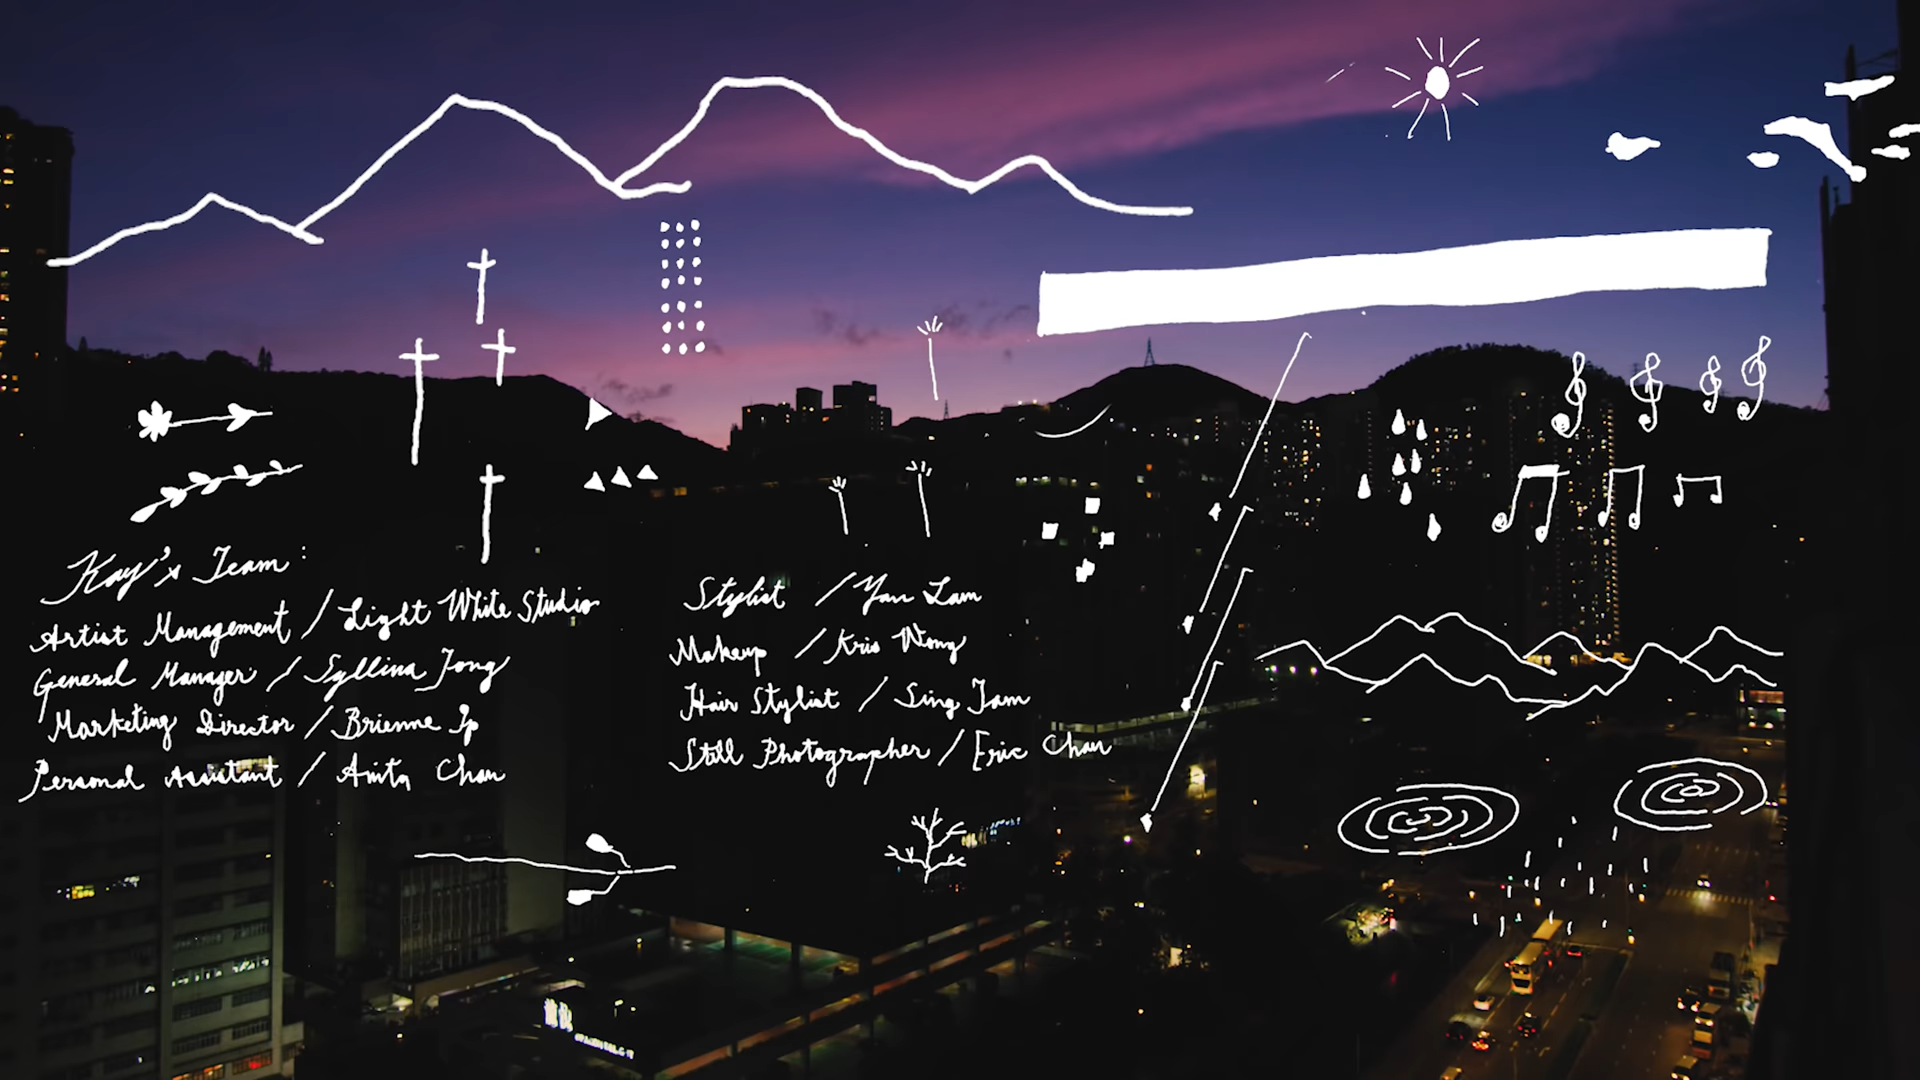 Kay's Team:
Artist Management / Light White Studio
General Manager / Syllina Tong
Marketing Director / Brienne Ip
Personal Assistant / Anita Chan
Stylist / Yan Lam
Makeup / Kris Wong
Hair Stylist / Sing Tam
Still Photographer / Eric Chan